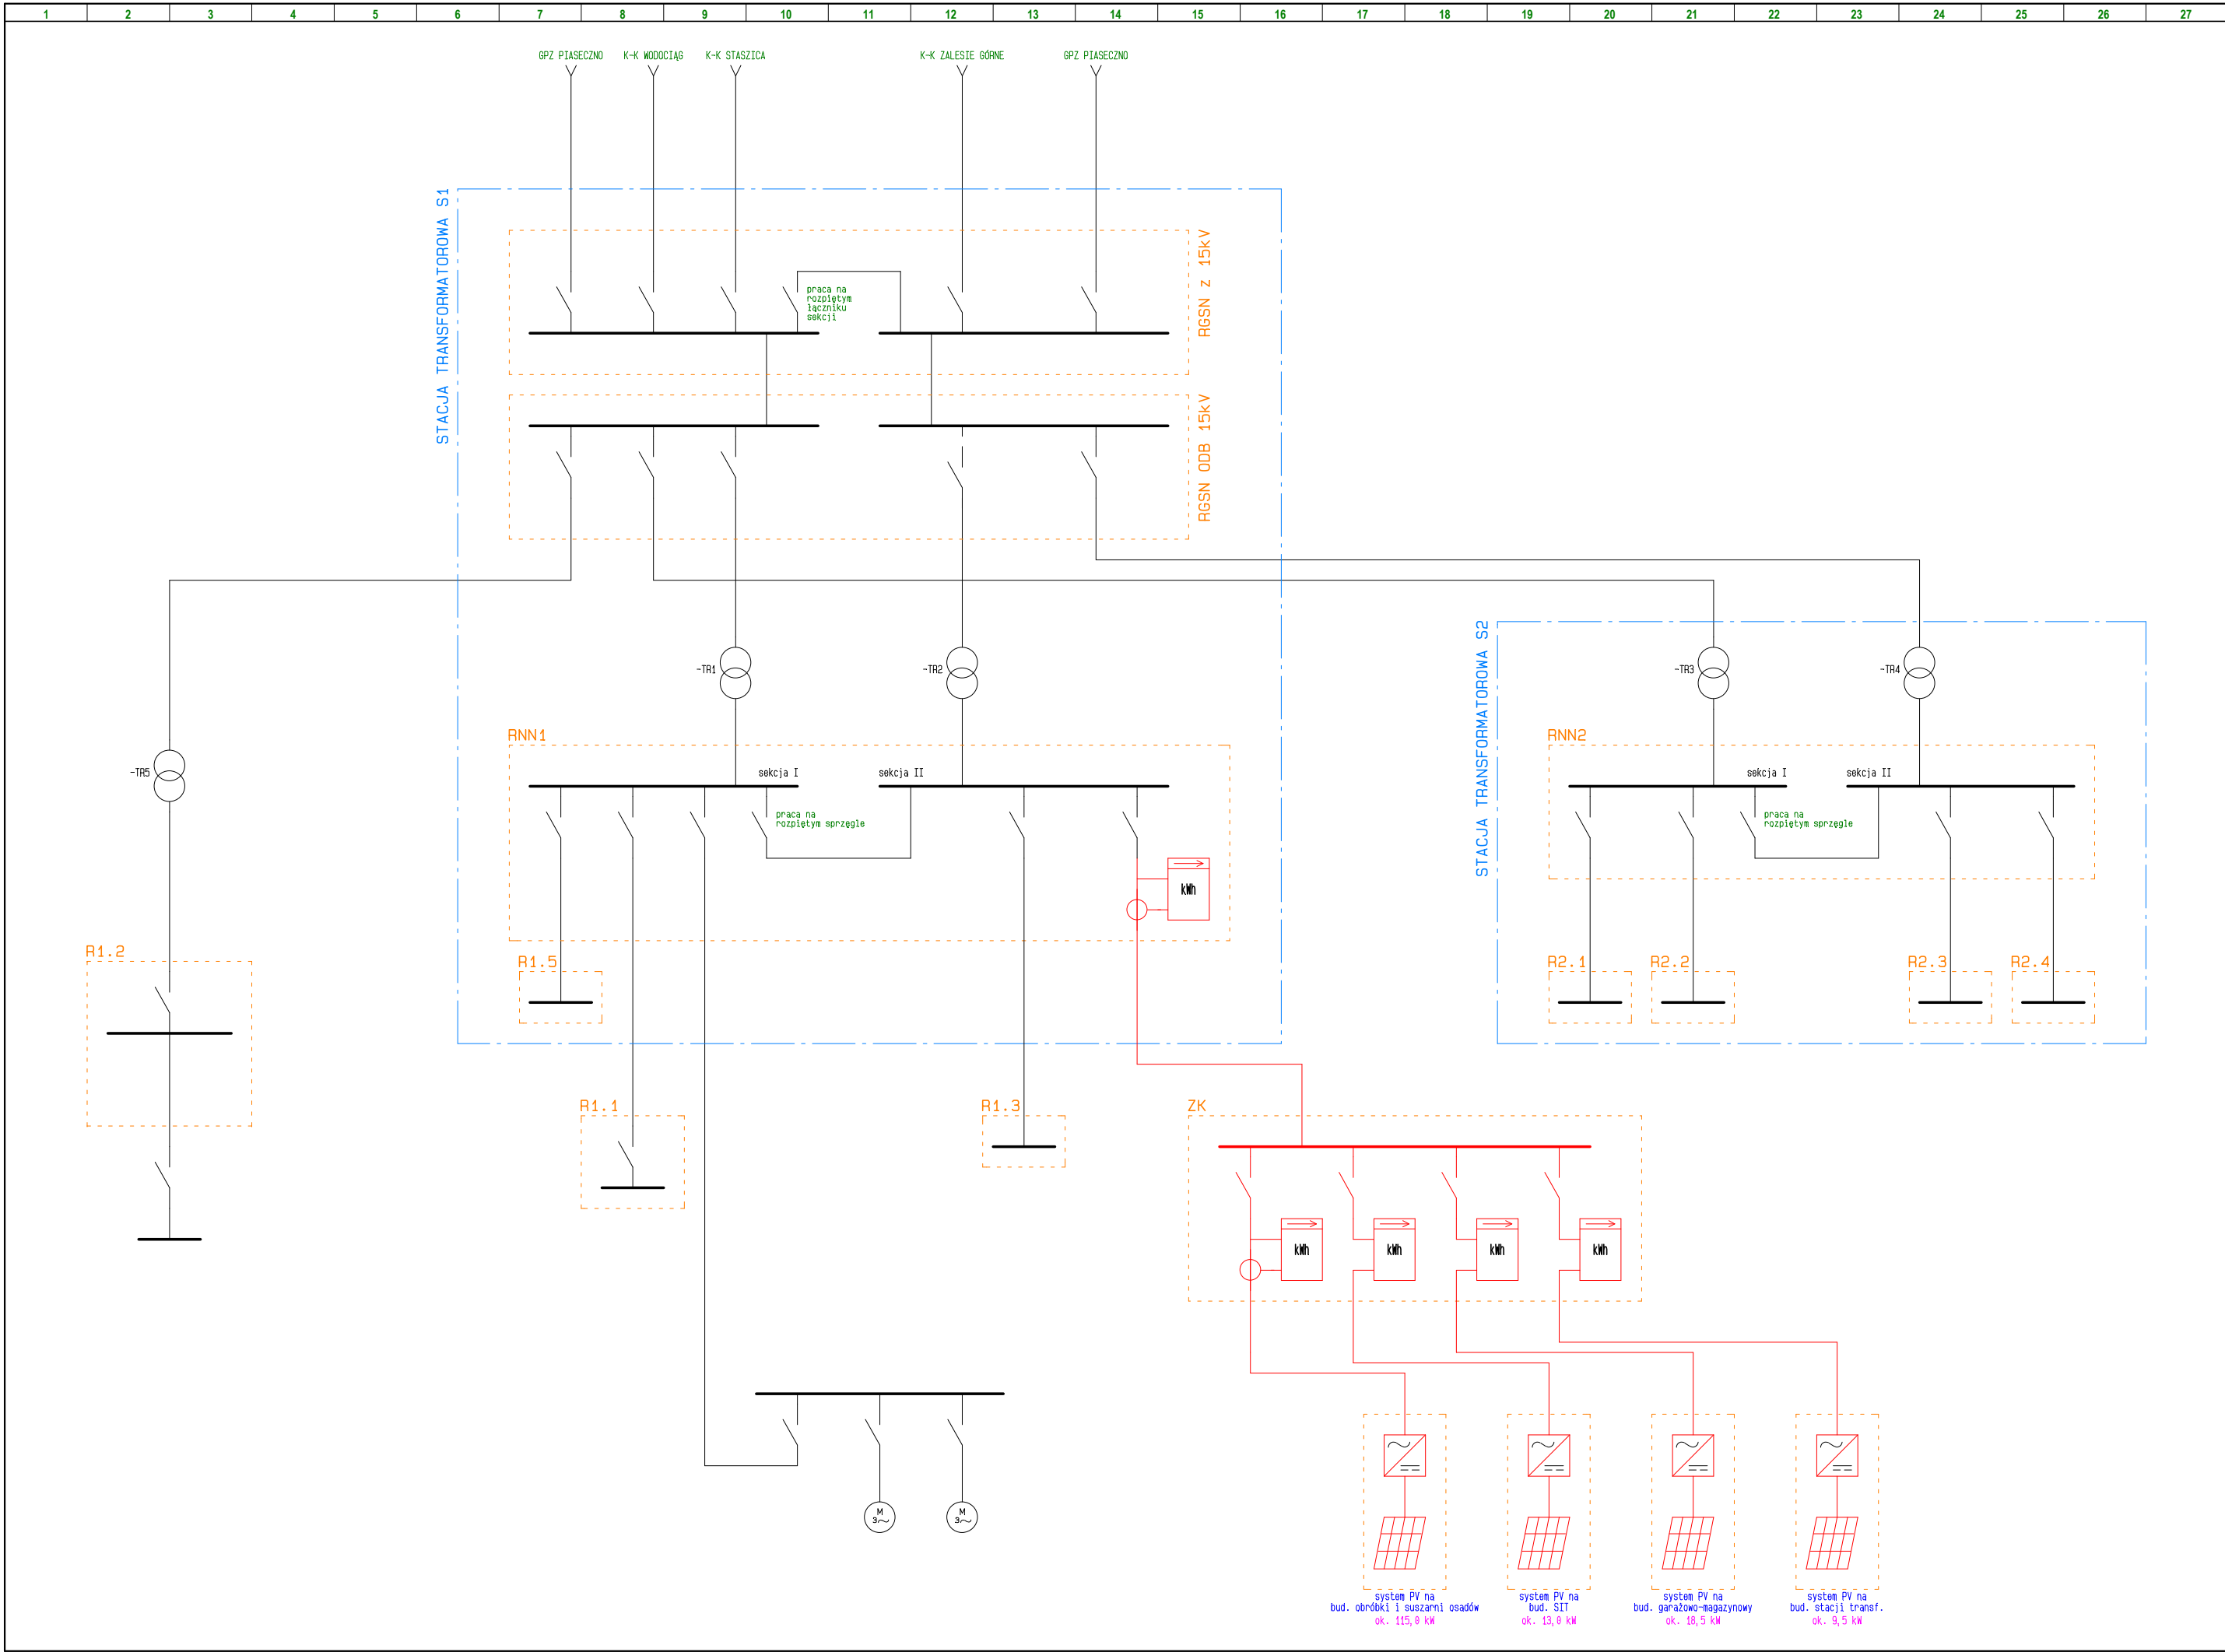 1 2 3 4 5 6 7 8 9 10 11 12 13 14 15 16 17 18 19 20 21 22 23 24 25 26 27
GPZ PIASECZNO
K-K WODOCIĄG
K-K STASZICA
K-K ZALESIE GÓRNE
GPZ PIASECZNO
STACJA TRANSFORMATOROWA S1
RGSN z 15kV
praca na
rozpiętym
łączniku
sekcji
RGSN ODB 15kV
STACJA TRANSFORMATOROWA S2
-TR1
-TR2
-TR3
-TR4
-TR5
RNN1
sekcja I
sekcja II
praca na
rozpiętym sprzęgle
kWh
RNN2
sekcja I
sekcja II
praca na
rozpiętym sprzęgle
R1.2
R1.5
R2.1
R2.2
R2.3
R2.4
R1.1
R1.3
ZK
kWh
kWh
kWh
kWh
M
3~
M
3~
system PV na
bud. obróbki i suszarni osadów
ok. 115,0 kW
system PV na
bud. SIT
ok. 13,0 kW
system PV na
bud. garażowo-magazynowy
ok. 18,5 kW
system PV na
bud. stacji transf.
ok. 9,5 kW